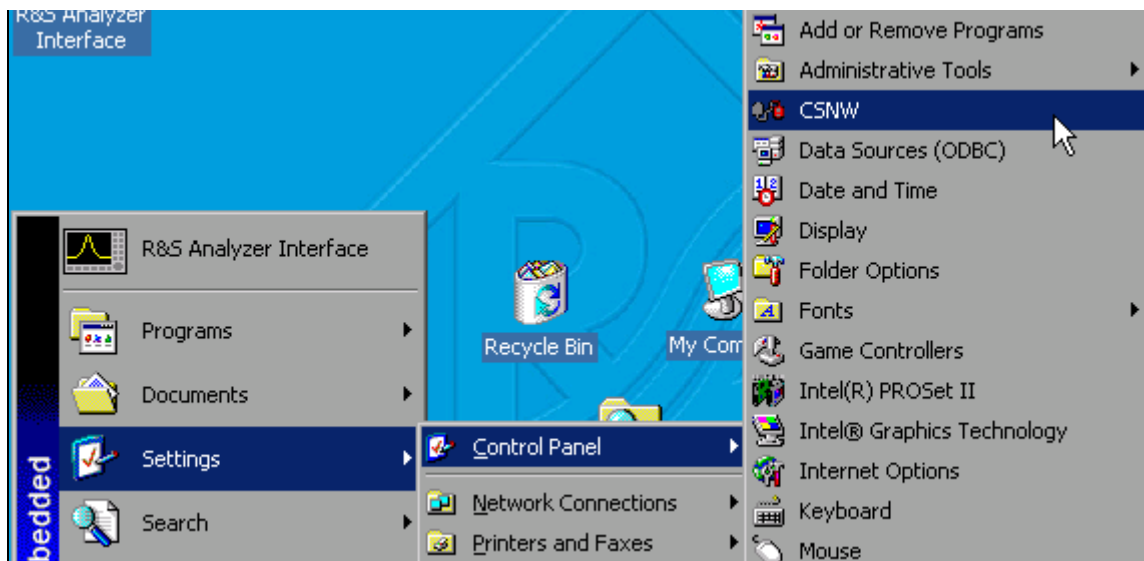 R&S Analyzer
Interface
Recycle Bin
My Com
R&S Analyzer Interface
Programs
Documents
Settings
Search
bedded
Control Panel
Network Connections
Printers and Faxes
Add or Remove Programs
Administrative Tools
CSNW
Data Sources (ODBC)
Date and Time
Display
Folder Options
Fonts
Game Controllers
Intel(R) PROSet II
Intel® Graphics Technology
Internet Options
Keyboard
Mouse